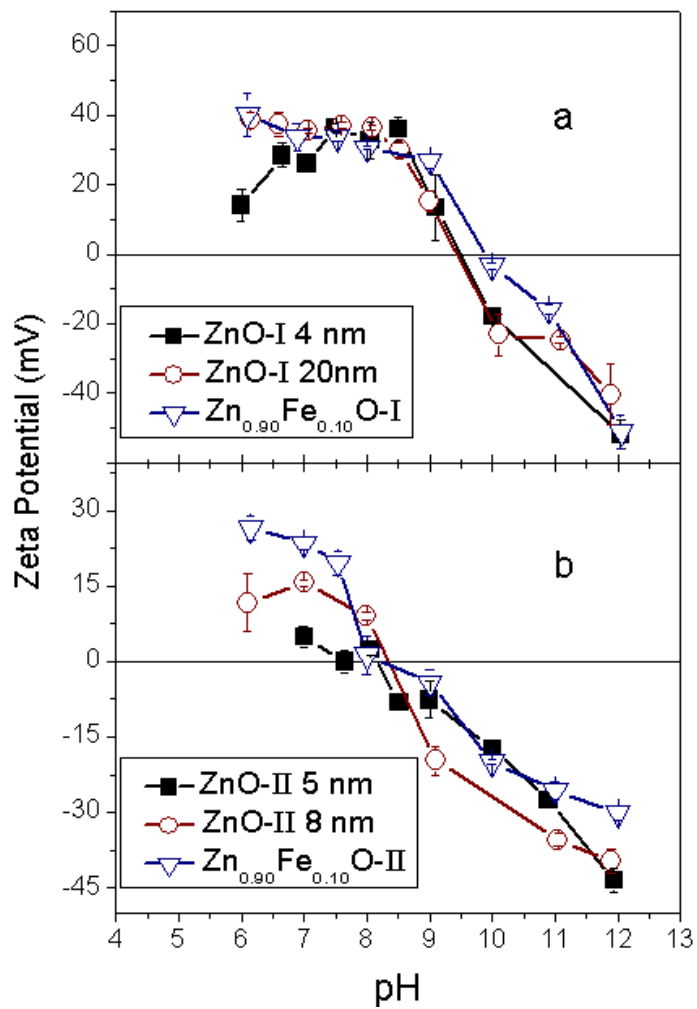 60
40
20
0
-20
-40
a
ZnO-I 4 nm
ZnO-I 20nm
Zn0.90Fe0.10O-I
Zeta Potential (mV)
30
15
0
-15
-30
-45
b
ZnO-II 5 nm
ZnO-II 8 nm
Zn0.90Fe0.10O-II
4 5 6 7 8 9 10 11 12 13
pH